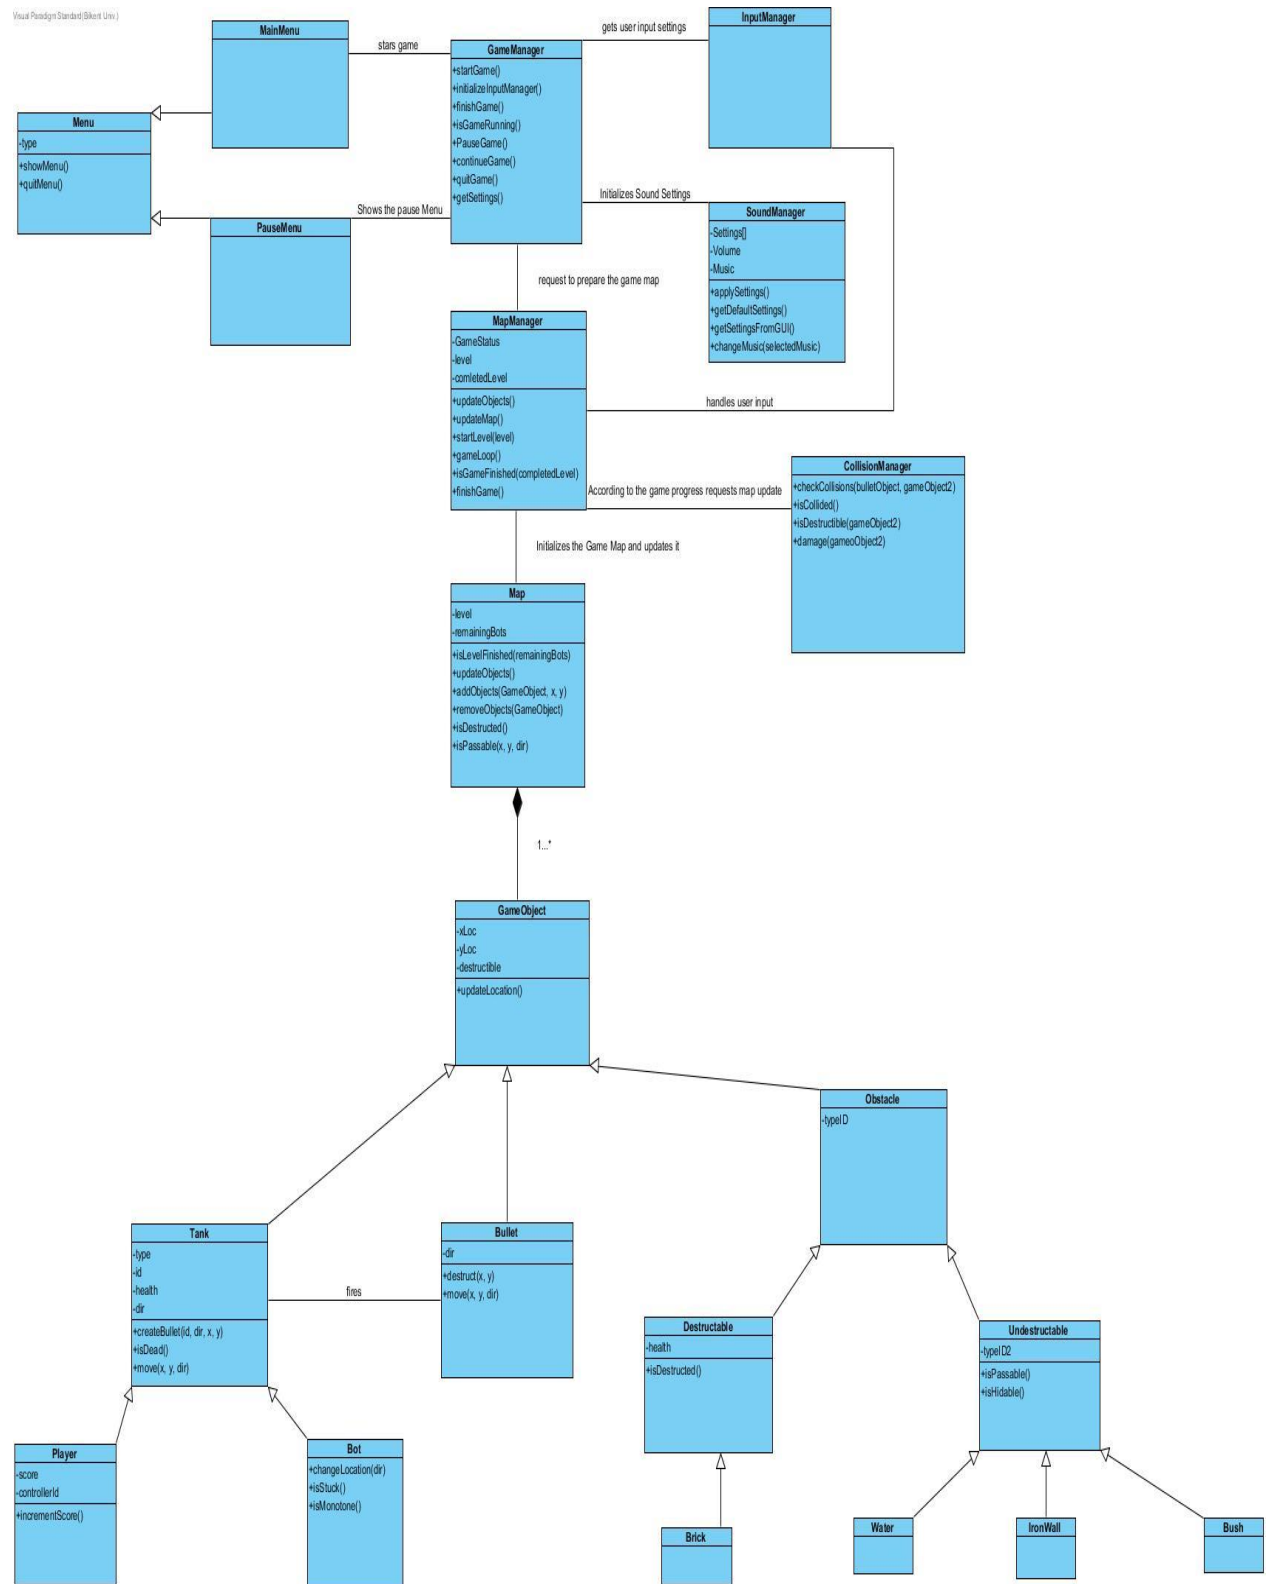 Visual Paradigm Standard(Bilkent Univ.)
MainMenu
stars game
GameManager
+startGame()
+initializeInputManager()
+finishGame()
+isGameRunning()
+PauseGame()
+continueGame()
+quitGame()
+getSettings()
gets user input settings
InputManager
Menu
-type
+showMenu()
+quitMenu()
Shows the pause Menu
PauseMenu
Initializes Sound Settings
SoundManager
-Settings[]
-Volume
-Music
+applySettings()
+getDefaultSettings()
+getSettingsFromGUI()
+changeMusic(selectedMusic)
request to prepare the game map
MapManager
-GameStatus
-level
-comletedLevel
+updateObjects()
+updateMap()
+startLevel(level)
+gameLoop()
+isGameFinished(completedLevel)
+finishGame()
handles user input
According to the game progress requests map update
CollisionManager
+checkCollisions(bulletObject, gameObject2)
+isCollided()
+isDestructible(gameObject2)
+damage(gameoObject2)
Initializes the Game Map and updates it
Map
-level
-remainingBots
+isLevelFinished(remainingBots)
+updateObjects()
+addObjects(GameObject, x, y)
+removeObjects(GameObject)
+isDestructed()
+isPassable(x, y, dir)
1...*
GameObject
-xLoc
-yLoc
-destructible
+updateLocation()
Obstacle
-typeID
Tank
-type
-id
-health
-dir
+createBullet(id, dir, x, y)
+isDead()
+move(x, y, dir)
fires
Bullet
-dir
+destruct(x, y)
+move(x, y, dir)
Destructable
-health
+isDestructed()
Undestructable
-typeID2
+isPassable()
+isHidable()
Player
-score
-controllerId
+incrementScore()
Bot
+changeLocation(dir)
+isStuck()
+isMonotone()
Brick
Water
IronWall
Bush